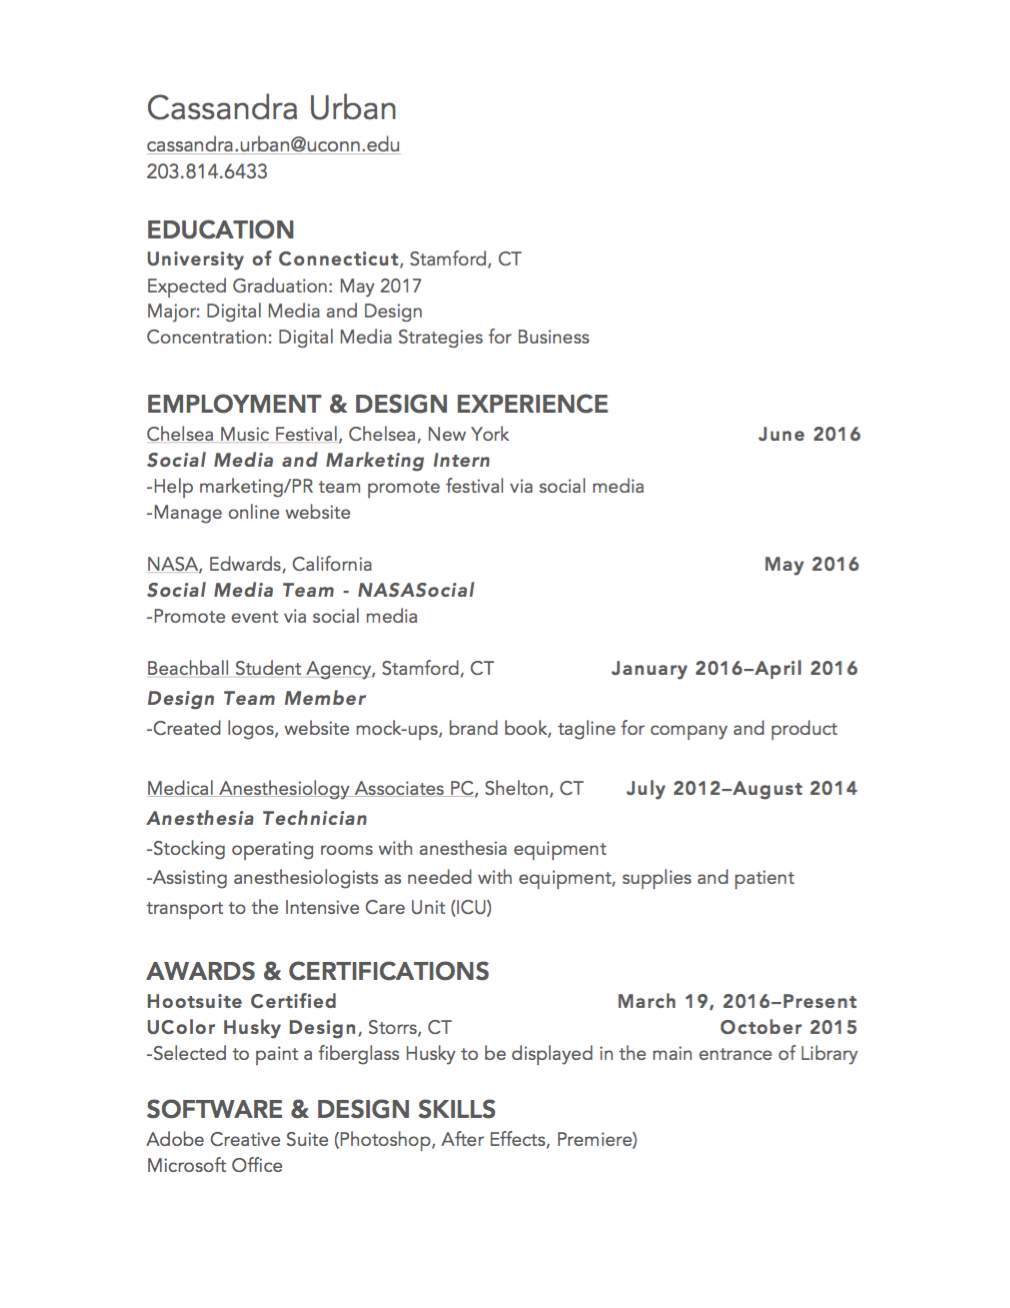 Cassandra Urban
cassandra.urban@uconn.edu
203.814.6433
EDUCATION
University of Connecticut, Stamford, CT
Expected Graduation: May 2017
Major: Digital Media and Design
Concentration: Digital Media Strategies for Business
EMPLOYMENT & DESIGN EXPERIENCE
Chelsea Music Festival, Chelsea, New York June 2016
Social Media and Marketing Intern
-Help marketing/PR team promote festival via social media
-Manage online website
NASA, Edwards, California May 2016
Social Media Team - NASASocial
-Promote event via social media
Beachball Student Agency, Stamford, CT January 2016–April 2016
Design Team Member
-Created logos, website mock-ups, brand book, tagline for company and product
Medical Anesthesiology Associates PC, Shelton, CT July 2012–August 2014
Anesthesia Technician
-Stocking operating rooms with anesthesia equipment
-Assisting anesthesiologists as needed with equipment, supplies and patient
transport to the Intensive Care Unit (ICU)
AWARDS & CERTIFICATIONS
Hootsuite Certified March 19, 2016–Present
UColor Husky Design, Storrs, CT October 2015
-Selected to paint a fiberglass Husky to be displayed in the main entrance of Library
SOFTWARE & DESIGN SKILLS
Adobe Creative Suite (Photoshop, After Effects, Premiere)
Microsoft Office